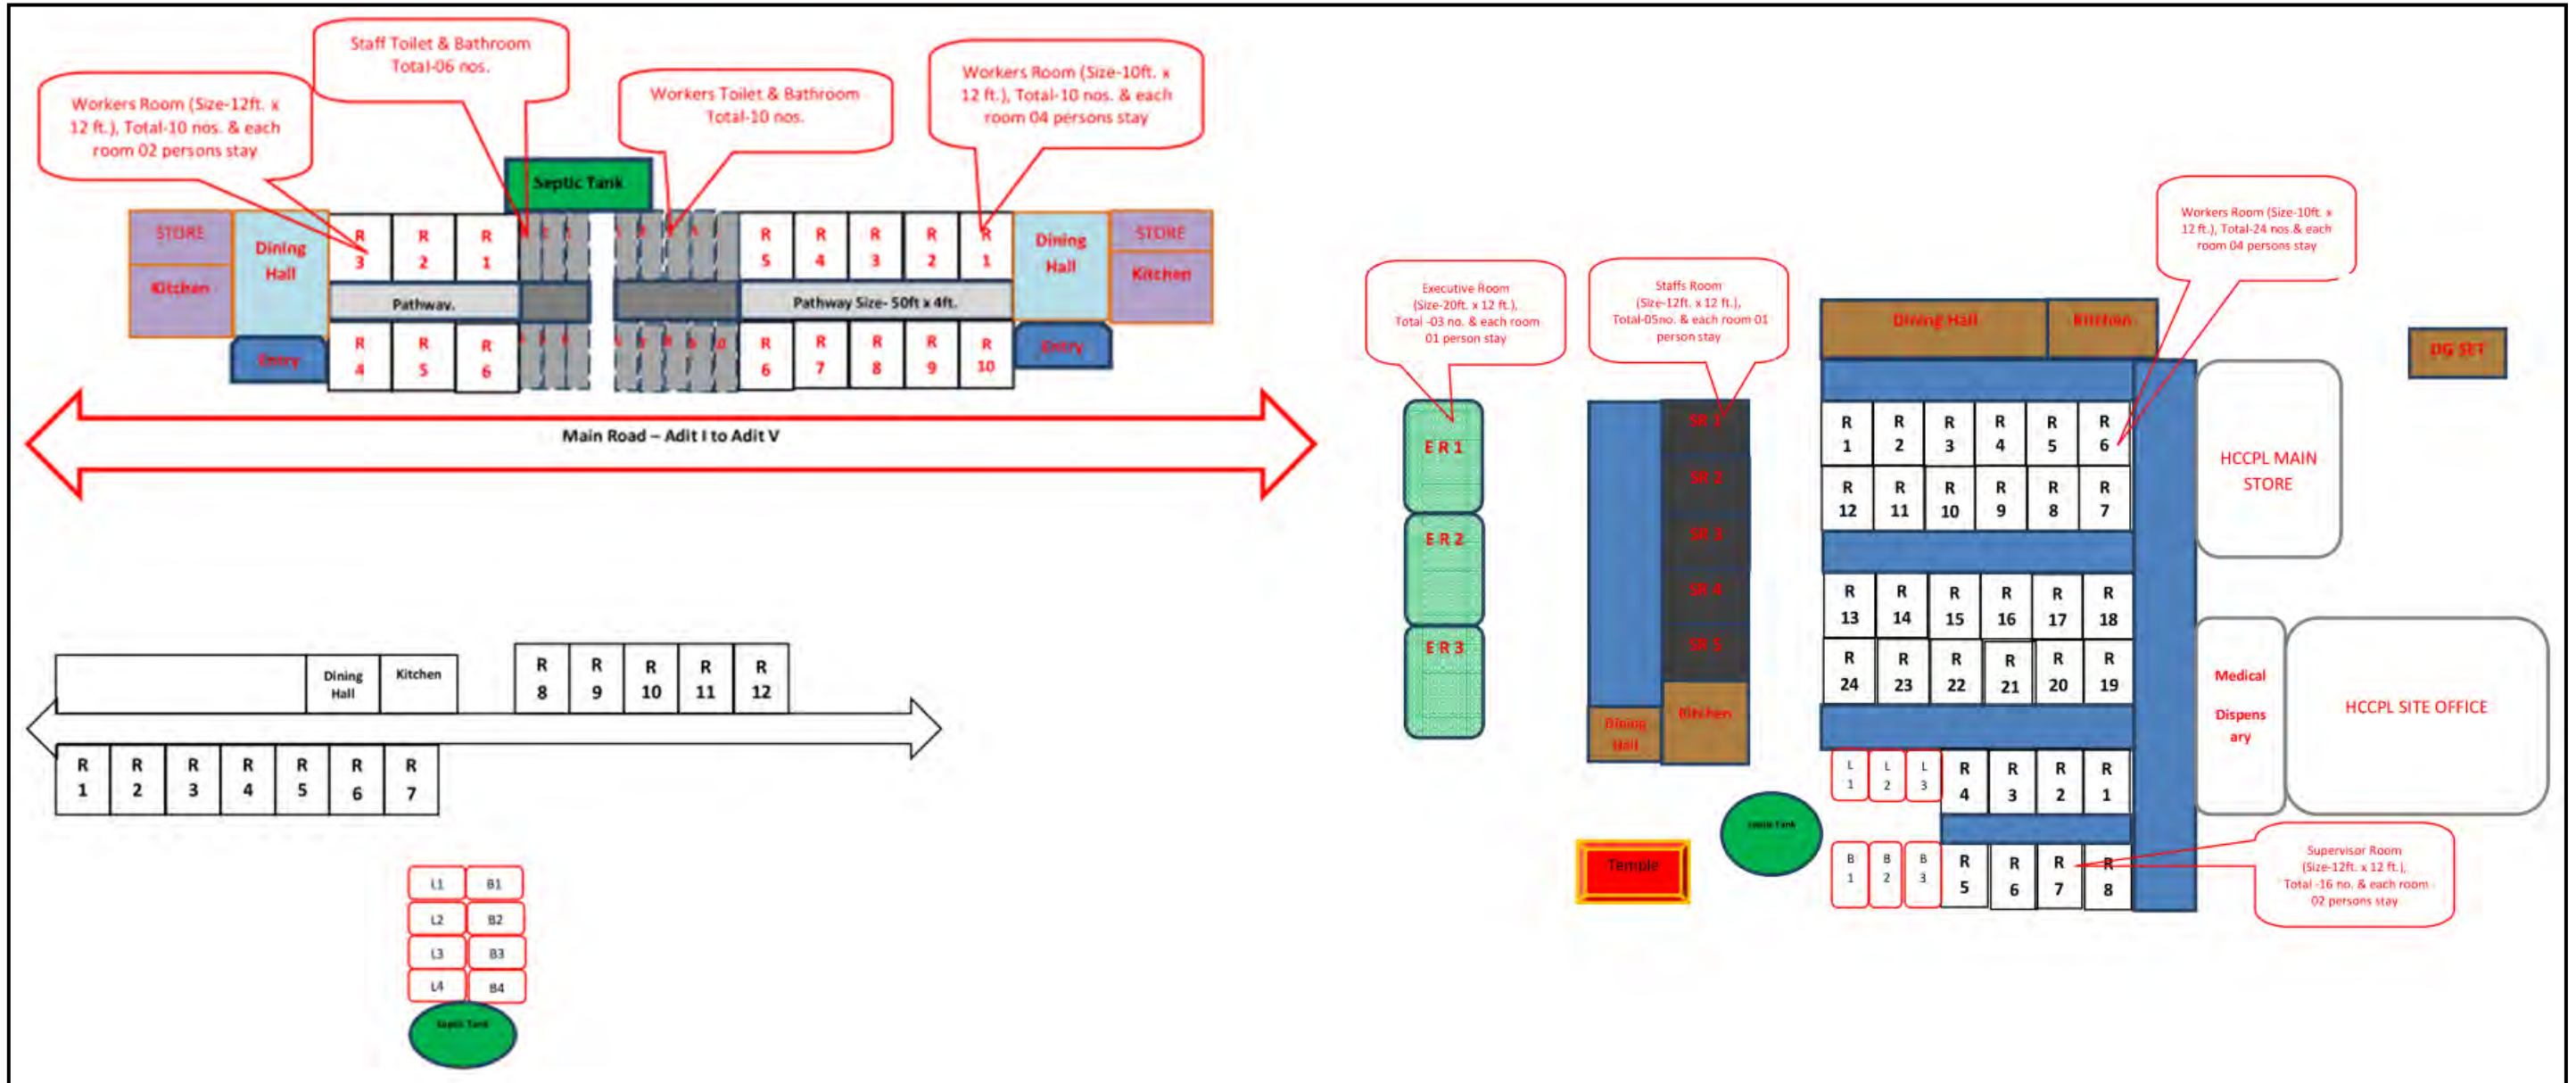 Staff Toilet & Bathroom
Total-06 nos.
Workers Room (Size-12ft. x
12 ft.), Total-10 nos. & each
room 02 persons stay
Workers Toilet & Bathroom
Total-10 nos.
Workers Room (Size-10ft. x
12 ft.), Total-10 nos. & each
room 04 persons stay
Septic Tank
STORE
Kitchen
Dining
Hall
Entry
R
3
R
2
R
1
Pathway.
R
4
R
5
R
6
R
5
R
4
R
3
R
2
R
1
Pathway Size- 50ft x 4ft.
R
6
R
7
R
8
R
9
R
10
Dining
Hall
Entry
STORE
Kitchen
Main Road – Adit I to Adit V
Dining
Hall
Kitchen
R
8
R
9
R
10
R
11
R
12
R
1
R
2
R
3
R
4
R
5
R
6
R
7
L1 B1
L2 B2
L3 B3
L4 B4
Septic Tank
Executive Room
(Size-20ft. x 12 ft.),
Total -03 no. & each room
01 person stay
E R 1
E R 2
E R 3
Staffs Room
(Size-12ft. x 12 ft.),
Total-05no. & each room 01
person stay
SR 1
SR 2
SR 3
SR 4
SR 5
Dining
Hall
Kitchen
Temple
Septic Tank
Workers Room (Size-10ft. x
12 ft.), Total-24 nos.& each
room 04 persons stay
Dining Hall
Kitchen
R
1
R
2
R
3
R
4
R
5
R
6
R
12
R
11
R
10
R
9
R
8
R
7
R
13
R
14
R
15
R
16
R
17
R
18
R
24
R
23
R
22
R
21
R
20
R
19
L
1
L
2
L
3
R
4
R
3
R
2
R
1
B
1
B
2
B
3
R
5
R
6
R
7
R
8
DG SET
HCCPL MAIN
STORE
Medical
Dispens
ary
HCCPL SITE OFFICE
Supervisor Room
(Size-12ft. x 12 ft.),
Total -16 no. & each room
02 persons stay